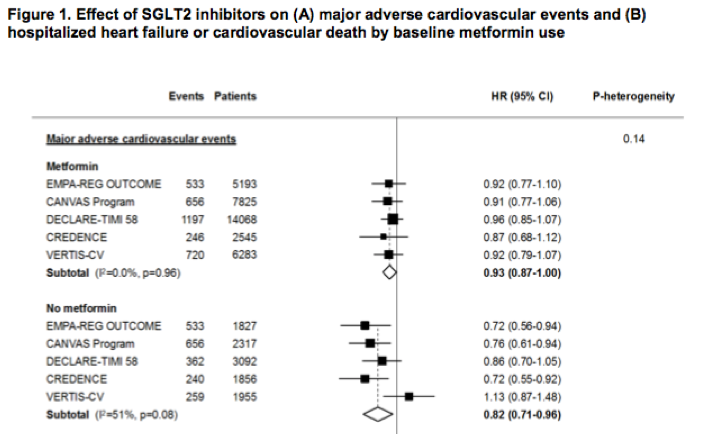 Figure 1. Effect of SGLT2 inhibitors on (A) major adverse cardiovascular events and (B)
hospitalized heart failure or cardiovascular death by baseline metformin use
Events Patients HR (95% CI) P-heterogeneity
Major adverse cardiovascular events 0.14
Metformin
EMPA-REG OUTCOME 533 5193 0.92 (0.77-1.10)
CANVAS Program 656 7825 0.91 (0.77-1.06)
DECLARE-TIMI 58 1197 14068 0.96 (0.85-1.07)
CREDENCE 246 2545 0.87 (0.68-1.12)
VERTIS-CV 720 6283 0.92 (0.79-1.07)
Subtotal (I²=0.0%, p=0.96) 0.93 (0.87-1.00)
No metformin
EMPA-REG OUTCOME 533 1827 0.72 (0.56-0.94)
CANVAS Program 656 2317 0.76 (0.61-0.94)
DECLARE-TIMI 58 362 3092 0.86 (0.70-1.05)
CREDENCE 240 1856 0.72 (0.55-0.92)
VERTIS-CV 259 1955 1.13 (0.87-1.48)
Subtotal (I²=51%, p=0.08) 0.82 (0.71-0.96)